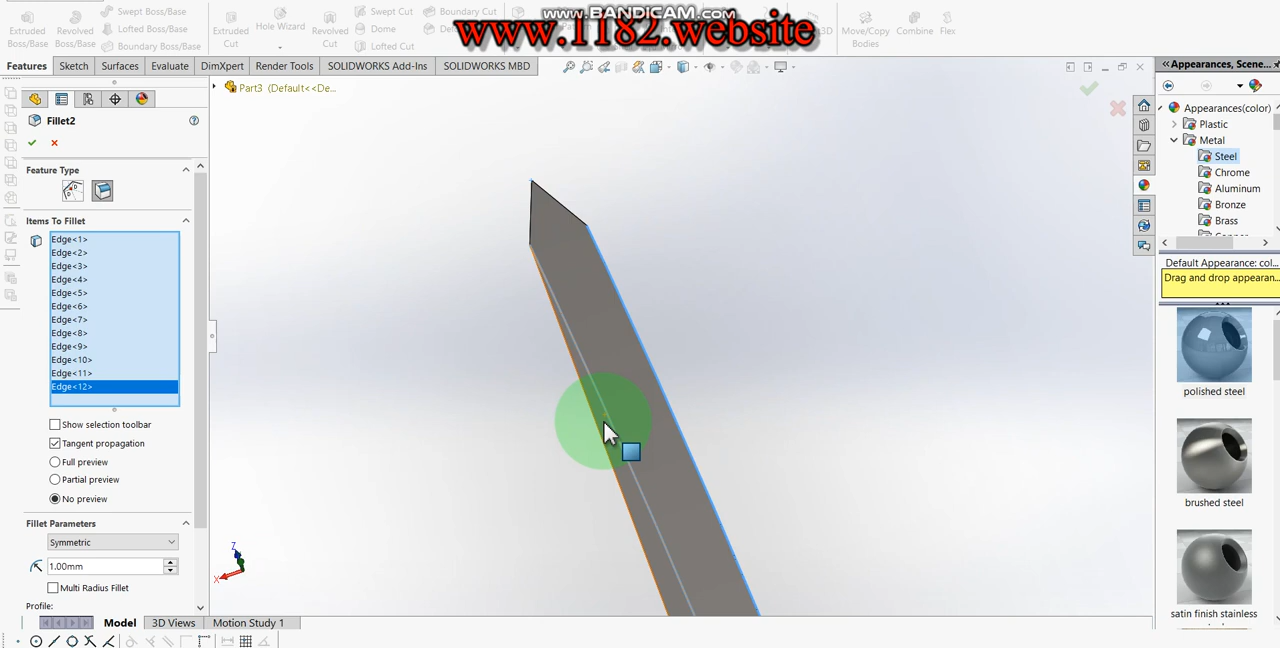 www.BANDICAM.com
www.1182.website
Extruded Boss/Base
Revolved Boss/Base
Swept Boss/Base
Lofted Boss/Base
Boundary Boss/Base
Extruded Cut
Hole Wizard
Revolved Cut
Swept Cut
Dome
Lofted Cut
Boundary Cut
Move/Copy Bodies
Combine
Flex
Features
Sketch
Surfaces
Evaluate
DimXpert
Render Tools
SOLIDWORKS Add-Ins
SOLIDWORKS MBD
Part3 (Default<<De...
Fillet2
Feature Type
Items To Fillet
Edge<1>
Edge<2>
Edge<3>
Edge<4>
Edge<5>
Edge<6>
Edge<7>
Edge<8>
Edge<9>
Edge<10>
Edge<11>
Edge<12>
Show selection toolbar
Tangent propagation
Full preview
Partial preview
No preview
Fillet Parameters
Symmetric
1.00mm
Multi Radius Fillet
Profile:
Z
X
Model
3D Views
Motion Study 1
Appearances, Scene...
Appearances(color)
Plastic
Metal
Steel
Chrome
Aluminum
Bronze
Brass
Default Appearance: col...
Drag and drop appearan...
polished steel
brushed steel
satin finish stainless